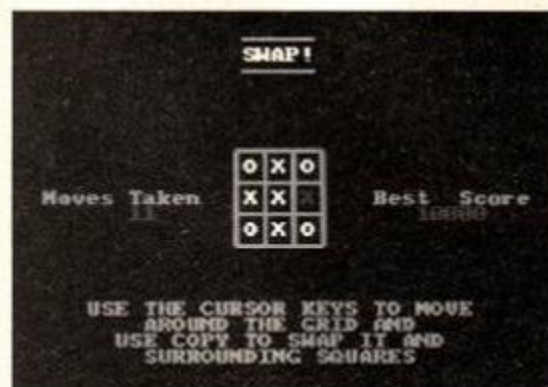 SWAP!
O X O
Moves Taken X X X Best Score
11 10000
O X O
USE THE CURSOR KEYS TO MOVE
AROUND THE GRID AND
USE COPY TO SWAP IT AND
SURROUNDING SQUARES